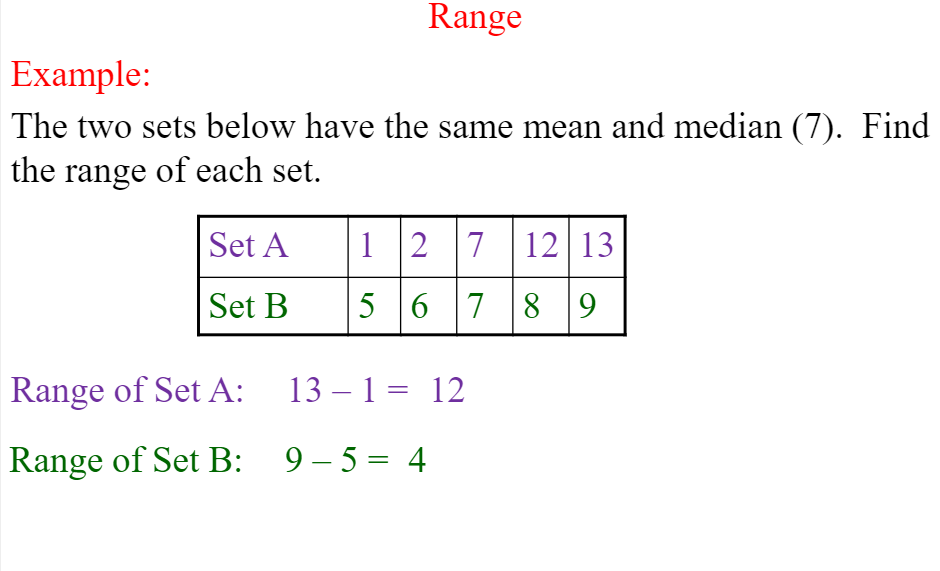 Range
Example:
The two sets below have the same mean and median (7). Find
the range of each set.
Set A 1 2 7 12 13
Set B 5 6 7 8 9
Range of Set A: 13 – 1 = 12
Range of Set B: 9 – 5 = 4